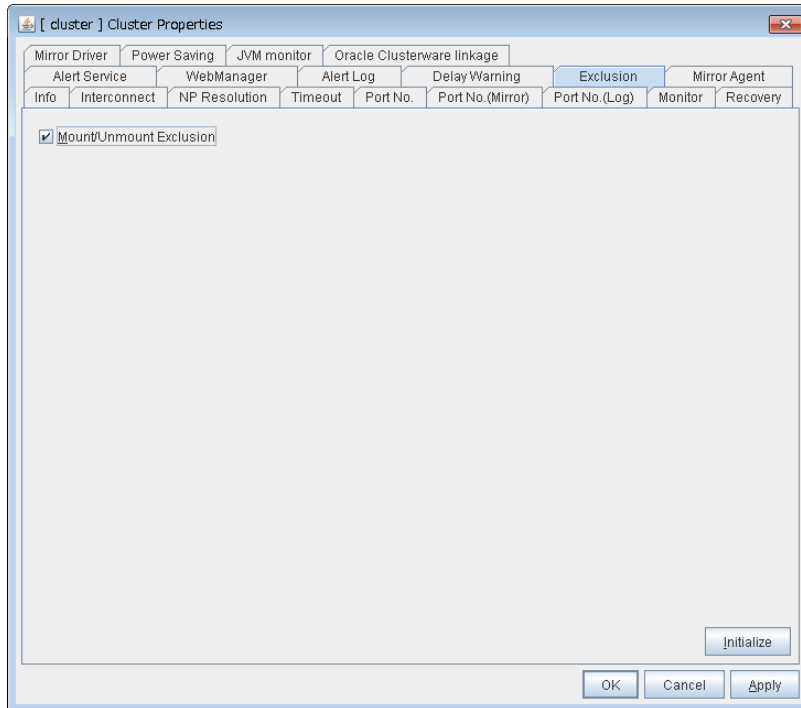 [ cluster ] Cluster Properties
Mirror Driver Power Saving JVM monitor Oracle Clusterware linkage
Alert Service WebManager Alert Log Delay Warning Exclusion Mirror Agent
Info Interconnect NP Resolution Timeout Port No. Port No.(Mirror) Port No.(Log) Monitor Recovery
Mount/Unmount Exclusion
Initialize
OK Cancel Apply